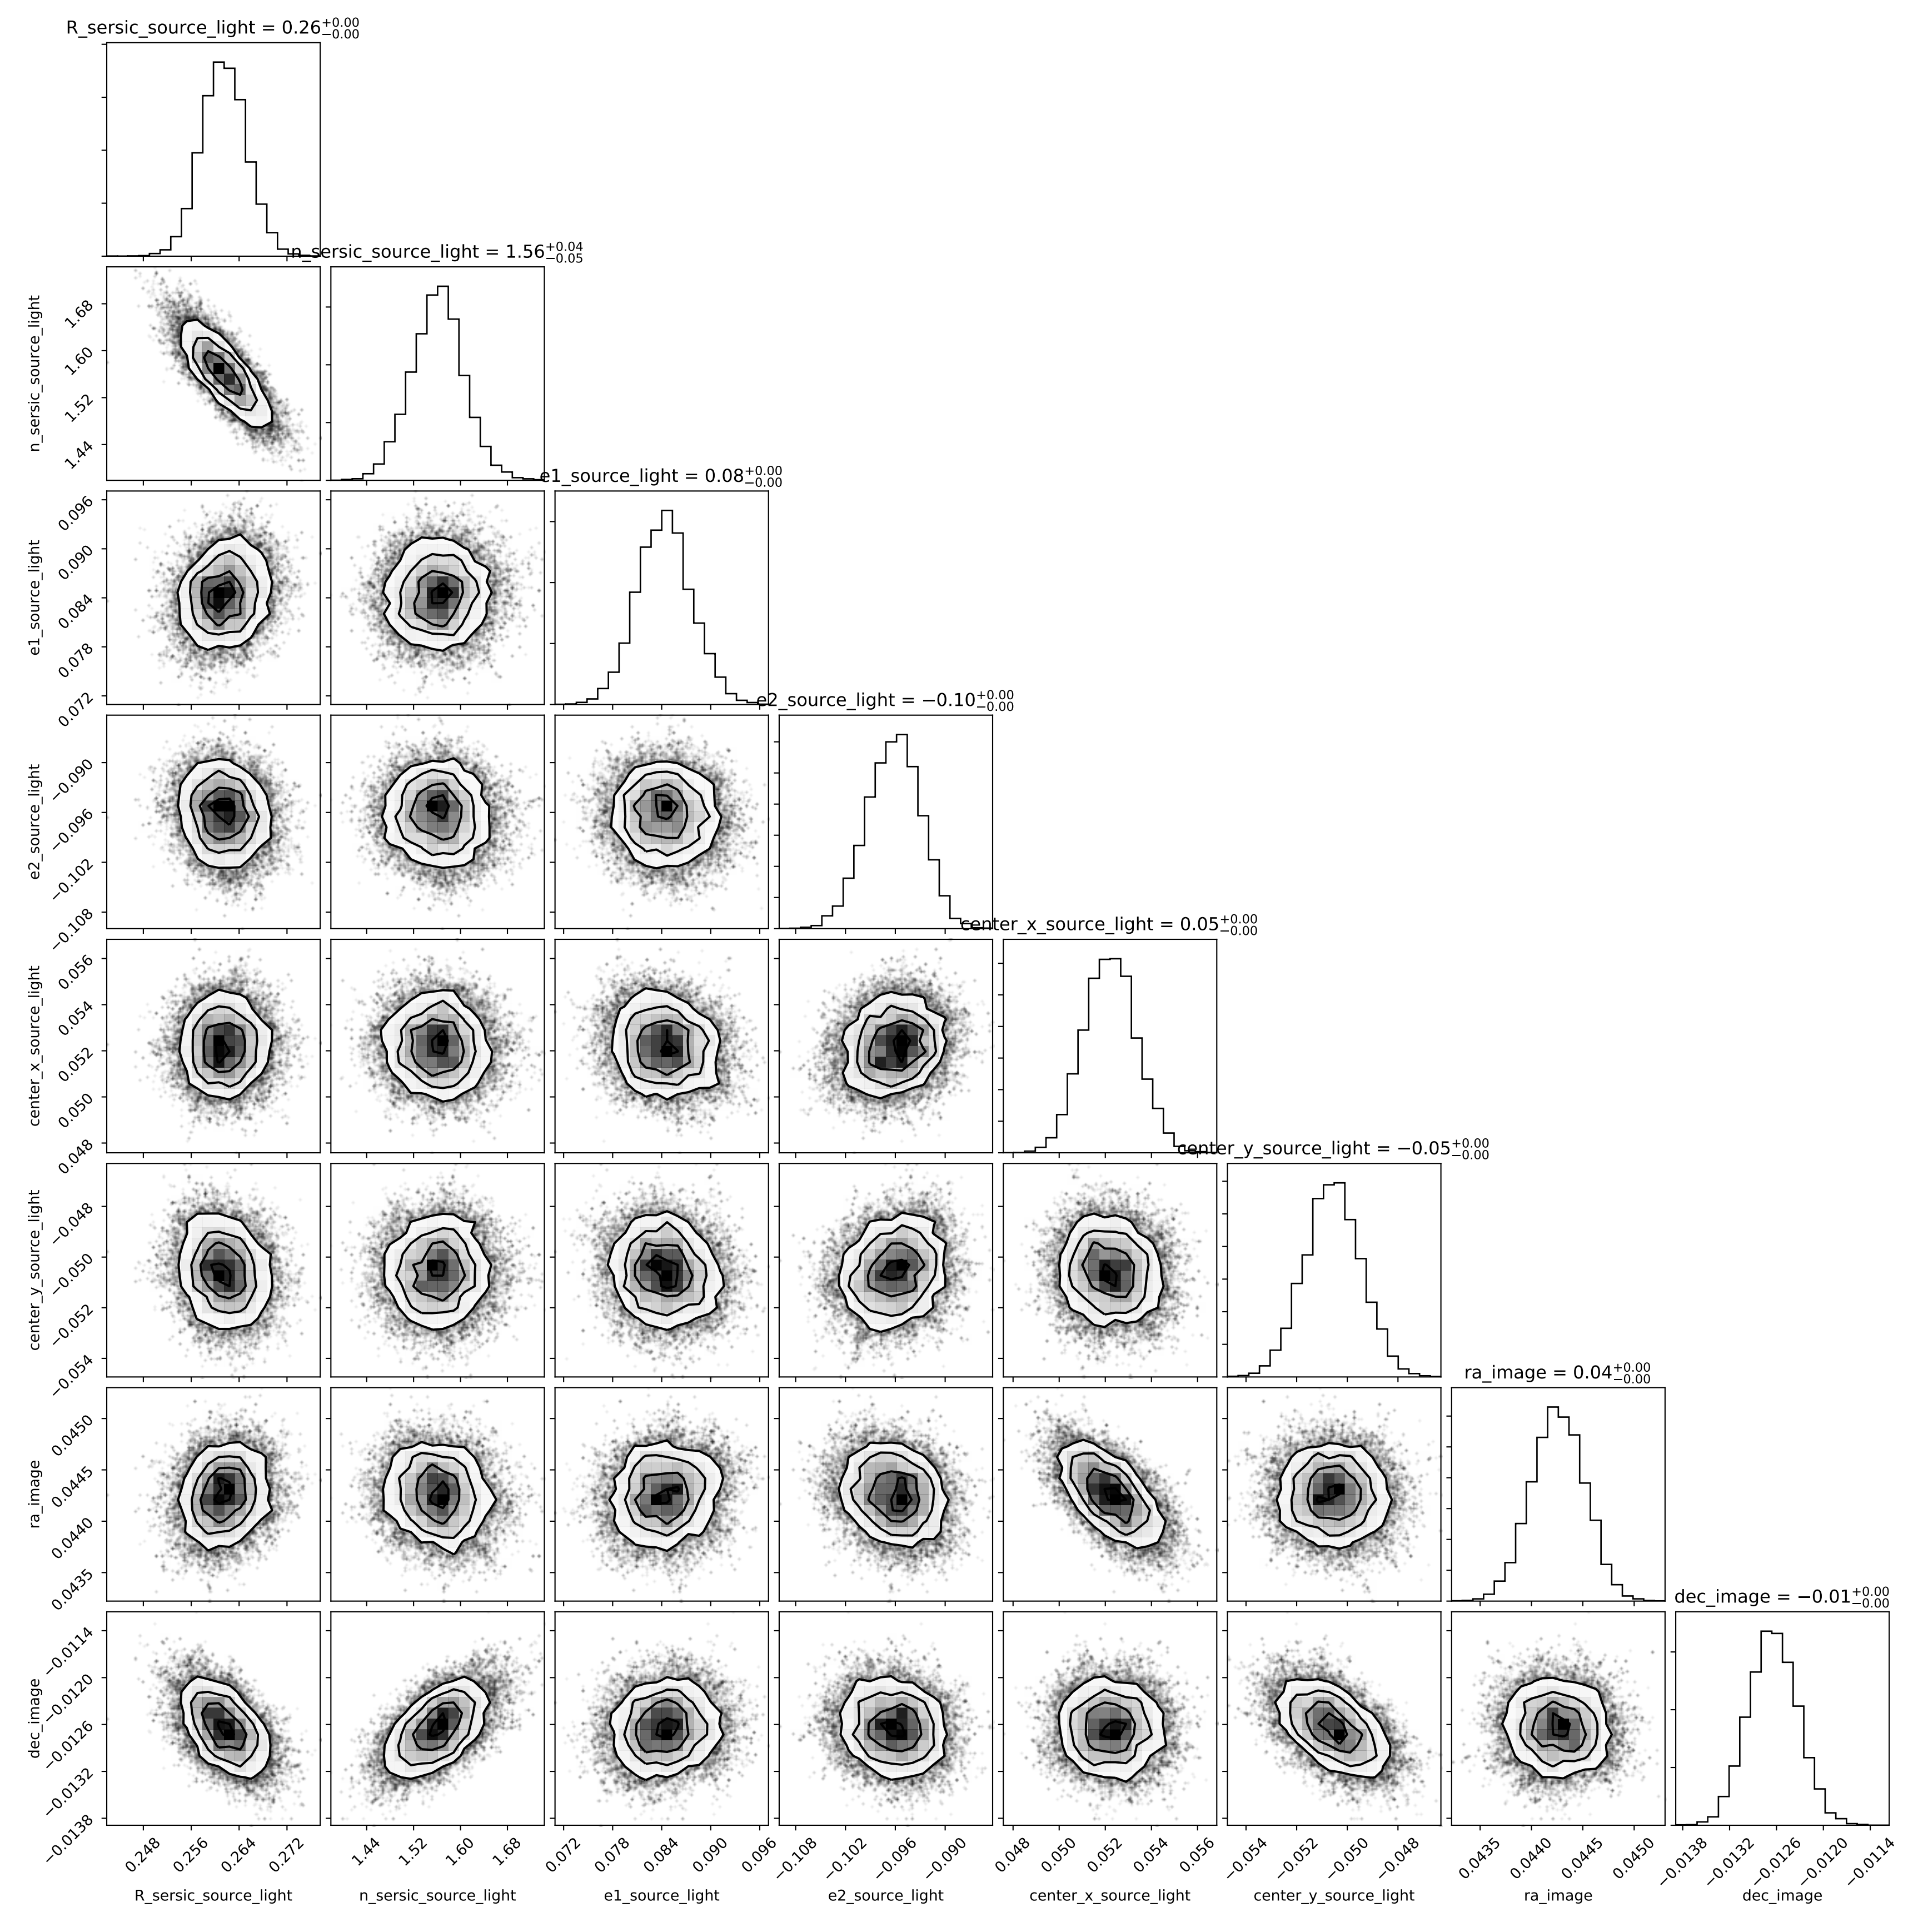 R_sersic_source_light = 0.26+0.00 −0.00
n_sersic_source_light = 1.56+0.04 −0.05
n_sersic_source_light
1.68
1.60
1.52
1.44
e1_source_light = 0.08+0.00 −0.00
e1_source_light
0.096
0.090
0.084
0.078
0.072
e2_source_light = −0.10+0.00 −0.00
e2_source_light
−0.090
−0.096
−0.102
−0.108
center_x_source_light = 0.05+0.00 −0.00
center_x_source_light
0.056
0.054
0.052
0.050
0.048
center_y_source_light = −0.05+0.00 −0.00
center_y_source_light
−0.048
−0.050
−0.052
−0.054
ra_image = 0.04+0.00 −0.00
ra_image
0.0450
0.0445
0.0440
0.0435
dec_image = −0.01+0.00 −0.00
dec_image
−0.0114
−0.0120
−0.0126
−0.0132
−0.0138
0.248 0.256 0.264 0.272 1.44 1.52 1.60 1.68 0.072 0.078 0.084 0.090 0.096 −0.108 −0.102 −0.096 −0.090 0.048 0.050 0.052 0.054 0.056 −0.054 −0.052 −0.050 −0.048 0.0435 0.0440 0.0445 0.0450 −0.0138 −0.0132 −0.0126 −0.0120 −0.0114
R_sersic_source_light n_sersic_source_light e1_source_light e2_source_light center_x_source_light center_y_source_light ra_image dec_image